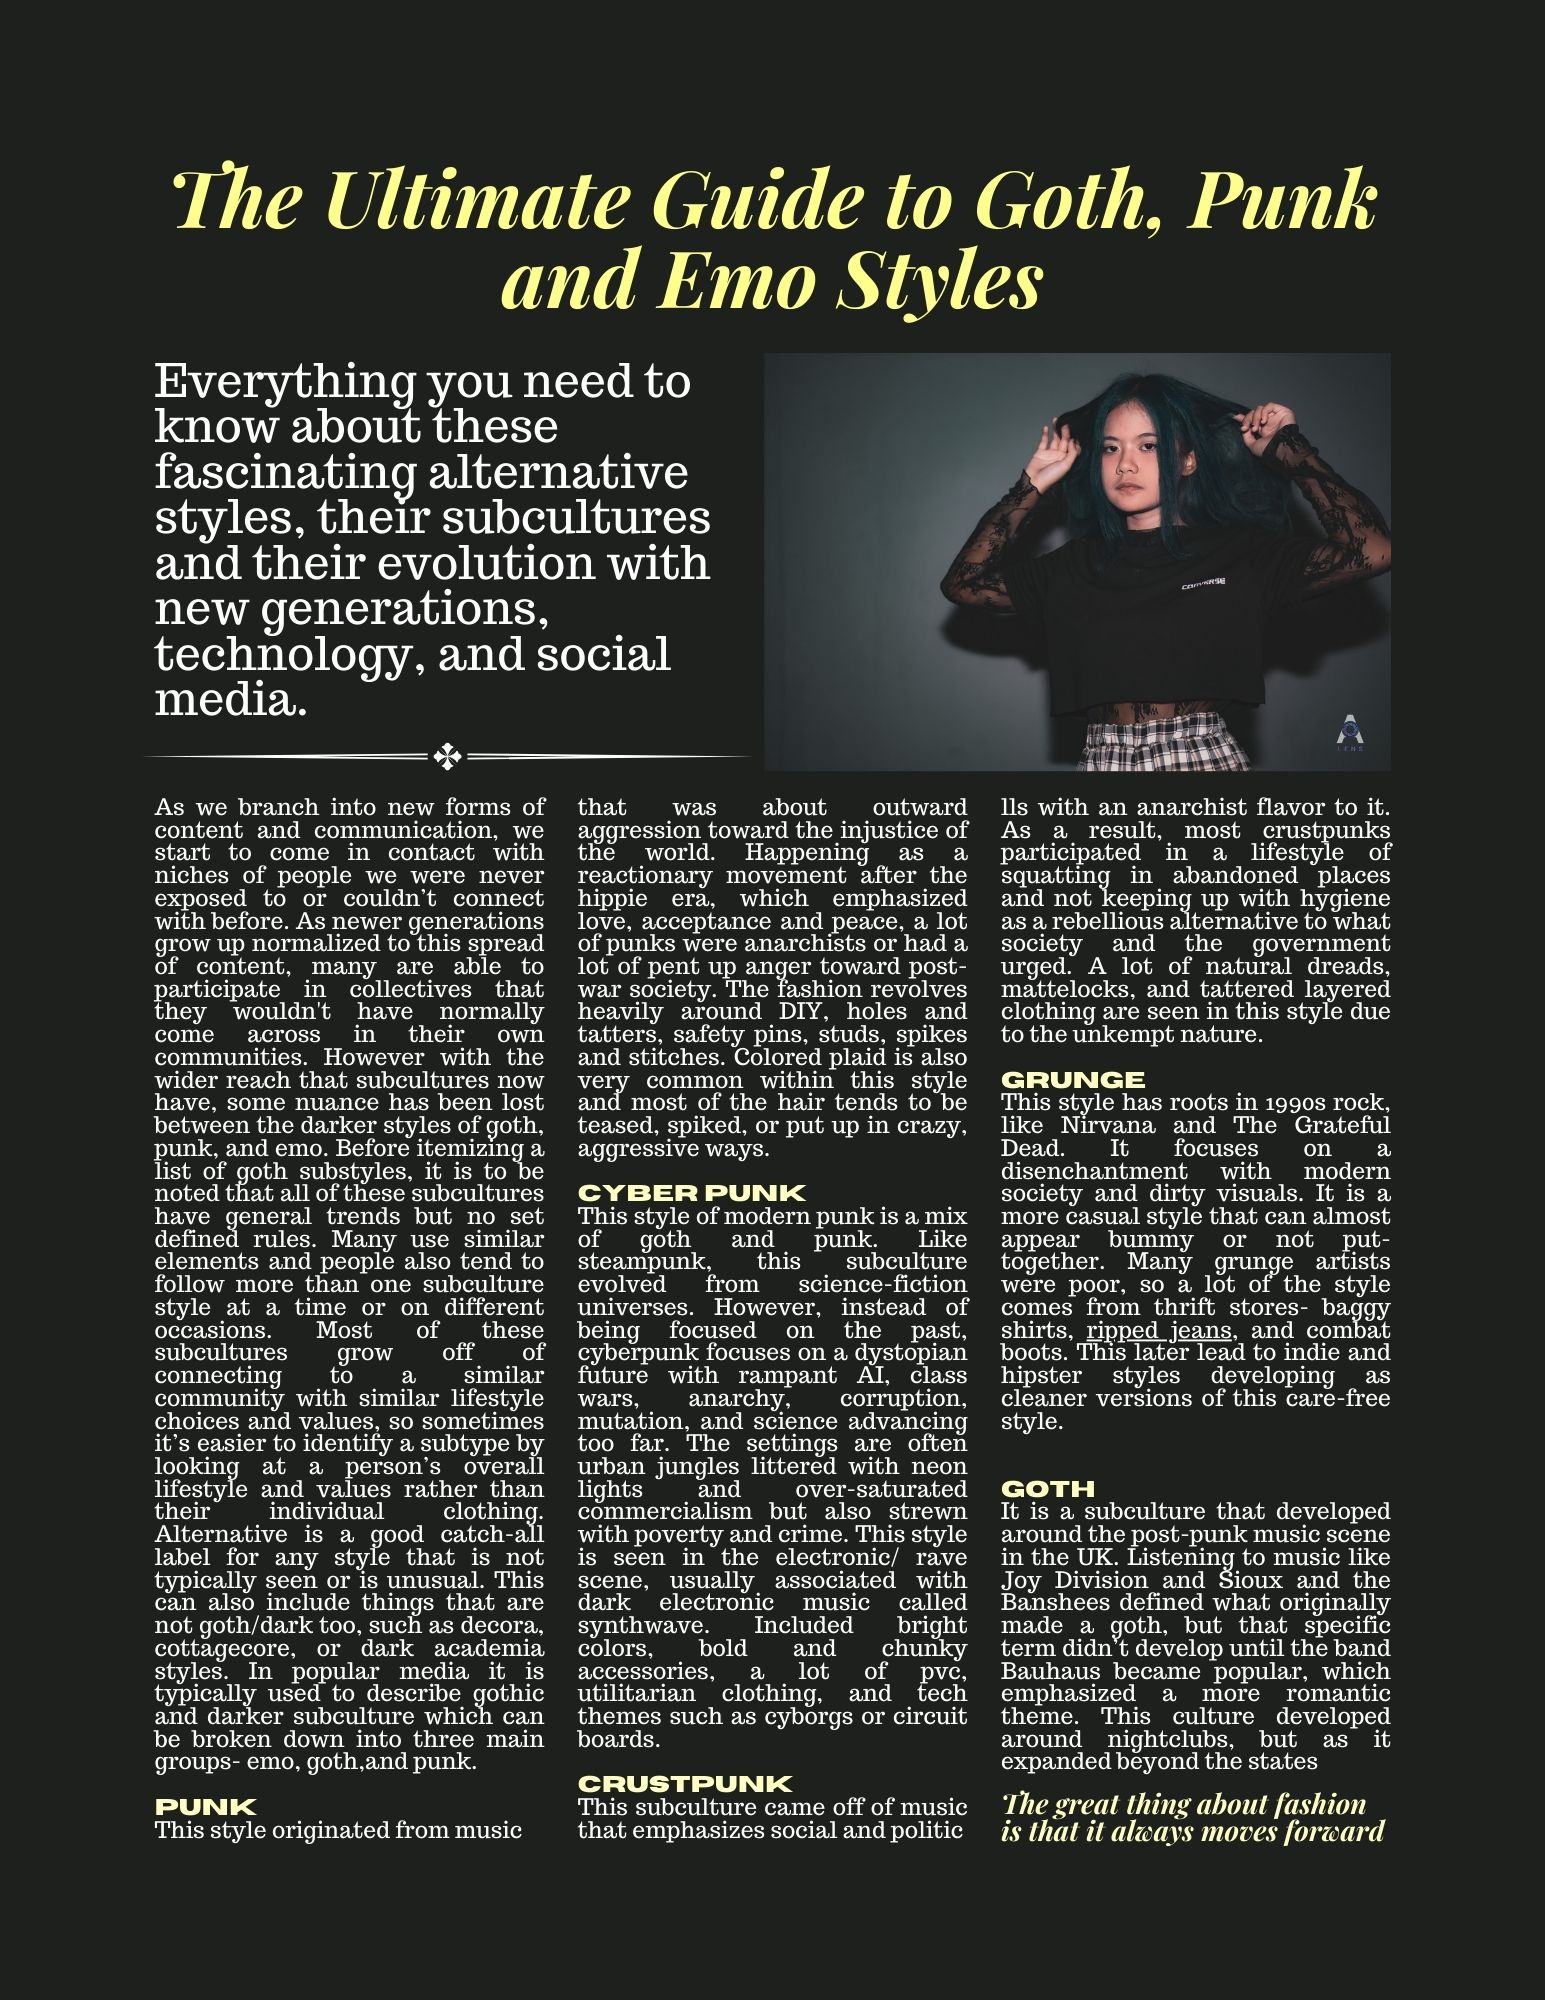 The Ultimate Guide to Goth, Punk
and Emo Styles
Everything you need to
know about these
fascinating alternative
styles, their subcultures
and their evolution with
new generations,
technology, and social
media.
CONVERSE
A
LENS
As we branch into new forms of
content and communication, we
start to come in contact with
niches of people we were never
exposed to or couldn’t connect
with before. As newer generations
grow up normalized to this spread
of content, many are able to
participate in collectives that
they wouldn't have normally
come across in their own
communities. However with the
wider reach that subcultures now
have, some nuance has been lost
between the darker styles of goth,
punk, and emo. Before itemizing a
list of goth substyles, it is to be
noted that all of these subcultures
have general trends but no set
defined rules. Many use similar
elements and people also tend to
follow more than one subculture
style at a time or on different
occasions. Most of these
subcultures grow off of
connecting to a similar
community with similar lifestyle
choices and values, so sometimes
it’s easier to identify a subtype by
looking at a person’s overall
lifestyle and values rather than
their individual clothing.
Alternative is a good catch-all
label for any style that is not
typically seen or is unusual. This
can also include things that are
not goth/dark too, such as decora,
cottagecore, or dark academia
styles. In popular media it is
typically used to describe gothic
and darker subculture which can
be broken down into three main
groups- emo, goth,and punk.
PUNK
This style originated from music
that was about outward
aggression toward the injustice of
the world. Happening as a
reactionary movement after the
hippie era, which emphasized
love, acceptance and peace, a lot
of punks were anarchists or had a
lot of pent up anger toward post-
war society. The fashion revolves
heavily around DIY, holes and
tatters, safety pins, studs, spikes
and stitches. Colored plaid is also
very common within this style
and most of the hair tends to be
teased, spiked, or put up in crazy,
aggressive ways.
CYBER PUNK
This style of modern punk is a mix
of goth and punk. Like
steampunk, this subculture
evolved from science-fiction
universes. However, instead of
being focused on the past,
cyberpunk focuses on a dystopian
future with rampant AI, class
wars, anarchy, corruption,
mutation, and science advancing
too far. The settings are often
urban jungles littered with neon
lights and over-saturated
commercialism but also strewn
with poverty and crime. This style
is seen in the electronic/ rave
scene, usually associated with
dark electronic music called
synthwave. Included bright
colors, bold and chunky
accessories, a lot of pvc,
utilitarian clothing, and tech
themes such as cyborgs or circuit
boards.
CRUSTPUNK
This subculture came off of music
that emphasizes social and politic
lls with an anarchist flavor to it.
As a result, most crustpunks
participated in a lifestyle of
squatting in abandoned places
and not keeping up with hygiene
as a rebellious alternative to what
society and the government
urged. A lot of natural dreads,
mattelocks, and tattered layered
clothing are seen in this style due
to the unkempt nature.
GRUNGE
This style has roots in 1990s rock,
like Nirvana and The Grateful
Dead. It focuses on a
disenchantment with modern
society and dirty visuals. It is a
more casual style that can almost
appear bummy or not put-
together. Many grunge artists
were poor, so a lot of the style
comes from thrift stores- baggy
shirts, ripped jeans, and combat
boots. This later lead to indie and
hipster styles developing as
cleaner versions of this care-free
style.
GOTH
It is a subculture that developed
around the post-punk music scene
in the UK. Listening to music like
Joy Division and Sioux and the
Banshees defined what originally
made a goth, but that specific
term didn’t develop until the band
Bauhaus became popular, which
emphasized a more romantic
theme. This culture developed
around nightclubs, but as it
expanded beyond the states
The great thing about fashion
is that it always moves forward